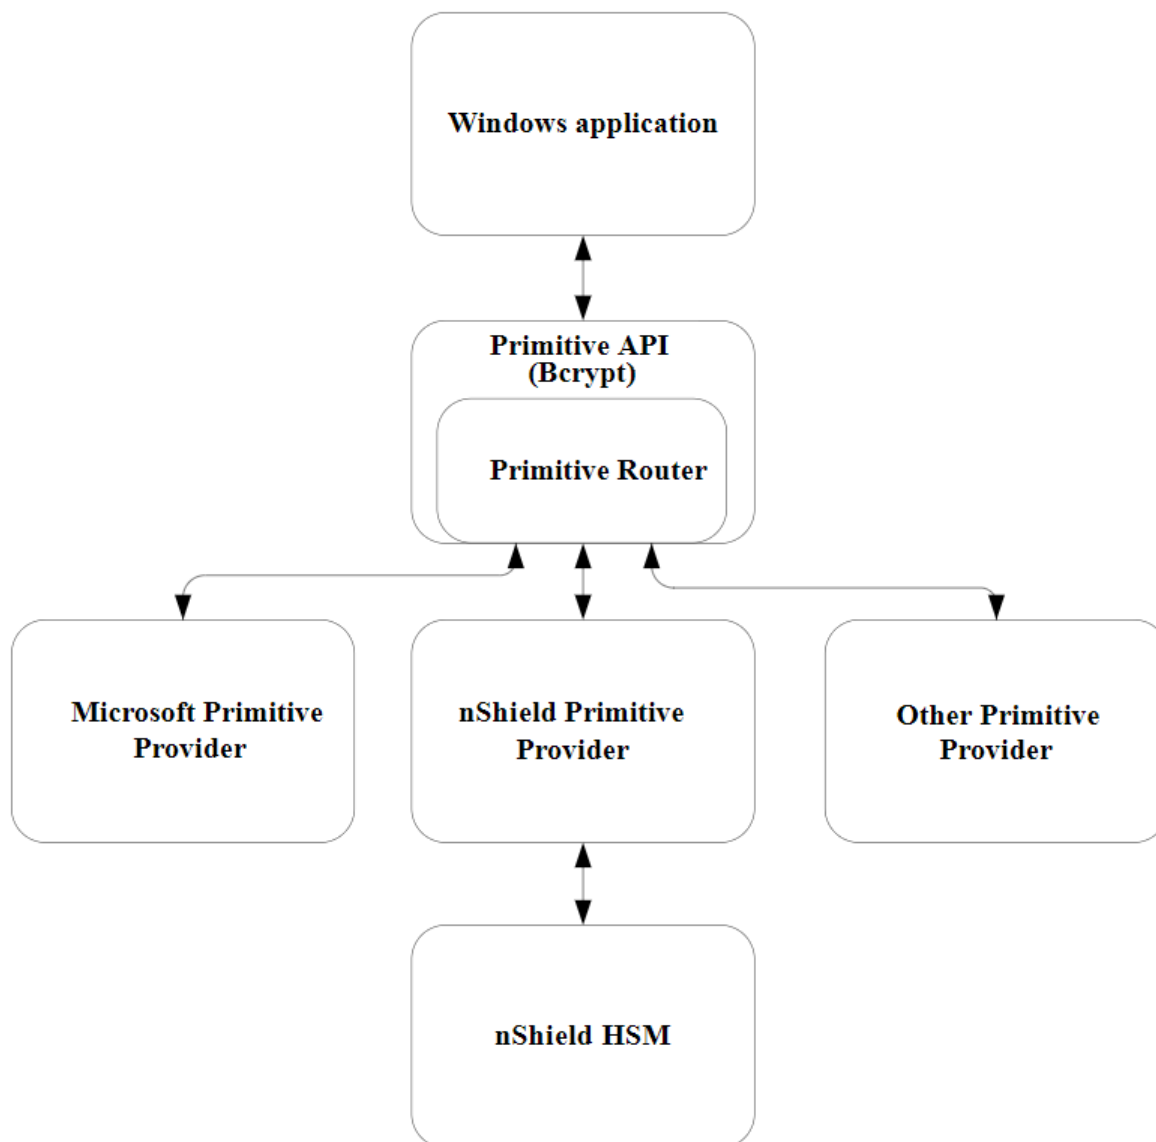 Windows application
Primitive API
(Bcrypt)
Primitive Router
Microsoft Primitive
Provider
nShield Primitive
Provider
Other Primitive
Provider
nShield HSM